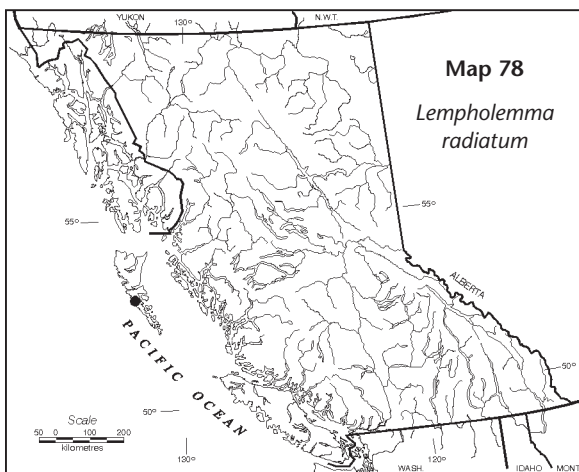 YUKON
130°
N.W.T.
Map 78
Lempholemma
radiatum
55°
55°
ALBERTA
PACIFIC OCEAN
50°
50°
Scale
50 0 100 200
kilometres
130°
120°
WASH.
IDAHO
MONT.